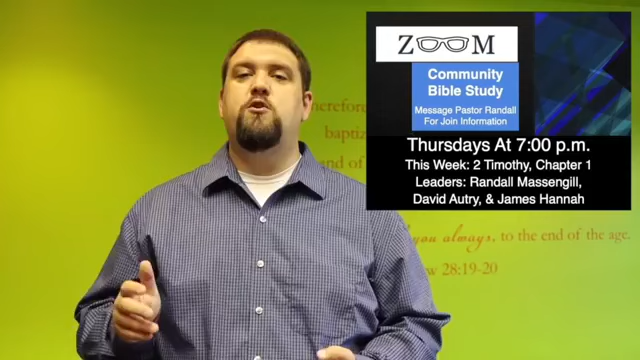 ZOOM
Community
Bible Study
Message Pastor Randall
For Join Information
Thursdays At 7:00 p.m.
This Week: 2 Timothy, Chapter 1
Leaders: Randall Massengill,
David Autry, & James Hannah
herefore
baptiz
nd of
you always, to the end of the age.
w 28:19-20